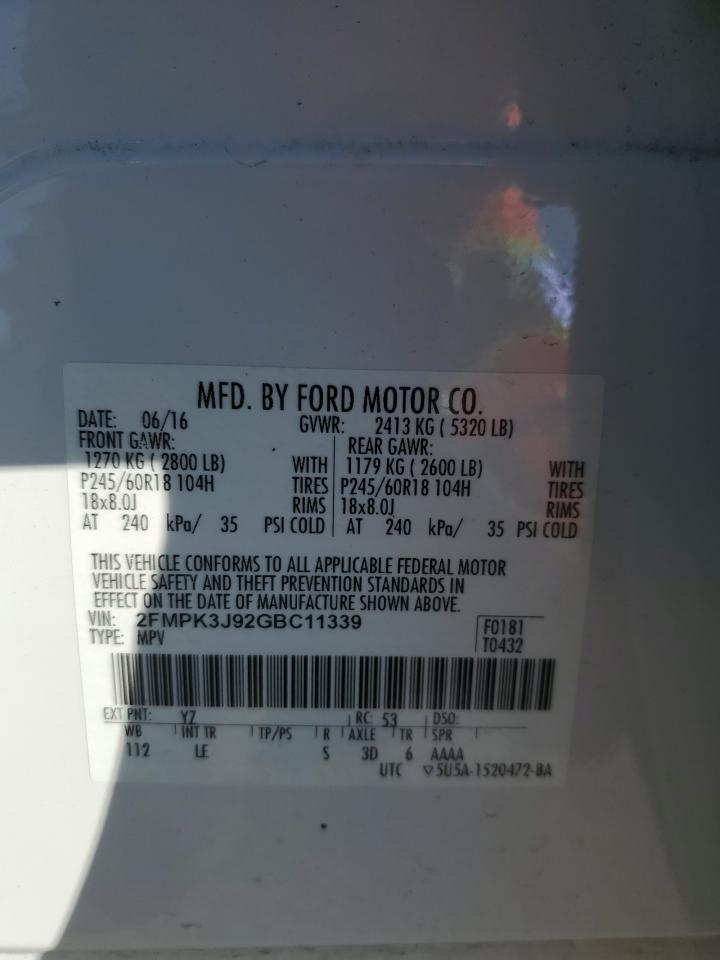 MFD. BY FORD MOTOR CO.
DATE: 06/16 GVWR: 2413 KG ( 5320 LB)
FRONT GAWR: REAR GAWR:
1270 KG ( 2800 LB) WITH 1179 KG ( 2600 LB) WITH
P245/60R18 104H TIRES P245/60R18 104H TIRES
18x8.0J RIMS 18x8.0J RIMS
AT 240 kPa/ 35 PSI COLD AT 240 kPa/ 35 PSI COLD
THIS VEHICLE CONFORMS TO ALL APPLICABLE FEDERAL MOTOR
VEHICLE SAFETY AND THEFT PREVENTION STANDARDS IN
EFFECT ON THE DATE OF MANUFACTURE SHOWN ABOVE.
VIN: 2FMPK3J92GBC11339 F0181
TYPE: MPV T0432
EXT PNT: YZ RC: 53 DSO:
WB INT TR TP/PS R AXLE TR SPR
112 LE S 3D 6 AAAA
UTC ▽5U5A-1520472-BA